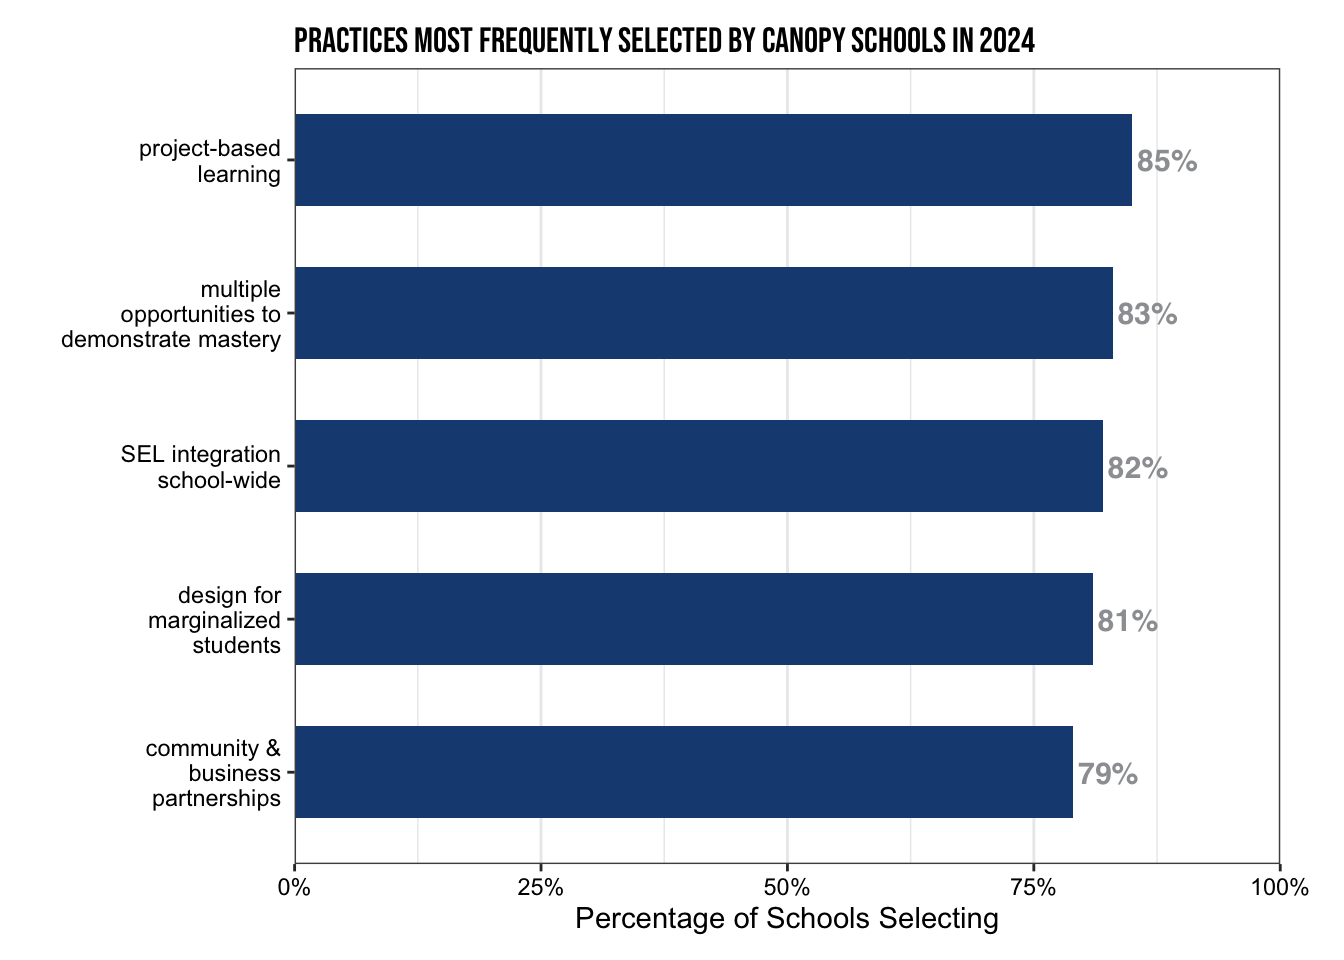 PRACTICES MOST FREQUENTLY SELECTED BY CANOPY SCHOOLS IN 2024
project-based
learning
85%
multiple
opportunities to
demonstrate mastery
83%
SEL integration
school-wide
82%
design for
marginalized
students
81%
community &
business
partnerships
79%
0% 25% 50% 75% 100%
Percentage of Schools Selecting